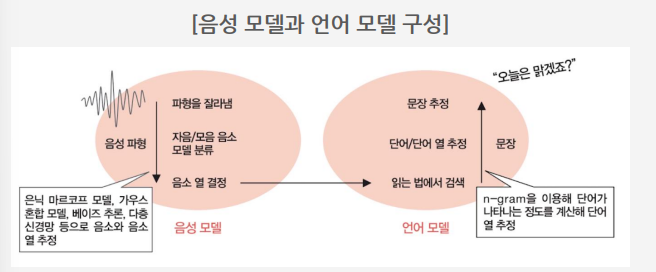 [음성 모델과 언어 모델 구성]
음성 파형
파형을 잘라냄
자음/모음 음소
모델 분류
음소 열 결정
은닉 마르코프 모델, 가우스
혼합 모델, 베이즈 추론, 다층
신경망 등으로 음소와 음소
열 추정
음성 모델
"오늘은 맑겠죠?"
문장 추정
단어/단어 열 추정
문장
읽는 법에서 검색
n-gram을 이용해 단어가
나타나는 정도를 계산해 단어
열 추정
언어 모델